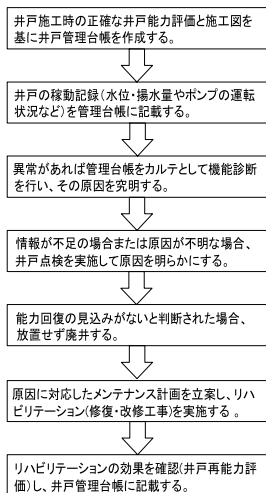 井戸施工時の正確な井戸能力評価と施工図を
基に井戸管理台帳を作成する。
井戸の稼動記録(水位・揚水量やポンプの運転
状況など)を管理台帳に記載する。
異常があれば管理台帳をカルテとして機能診断
を行い、その原因を究明する。
情報が不足の場合または原因が不明な場合、
井戸点検を実施して原因を明らかにする。
能力回復の見込みがないと判断された場合、
放置せず廃井する。
原因に対応したメンテナンス計画を立案し、リハ
ビリテーション(修復・改修工事)を実施する 。
リハビリテーションの効果を確認(井戸再能力評
価)し、井戸管理台帳に記載する。